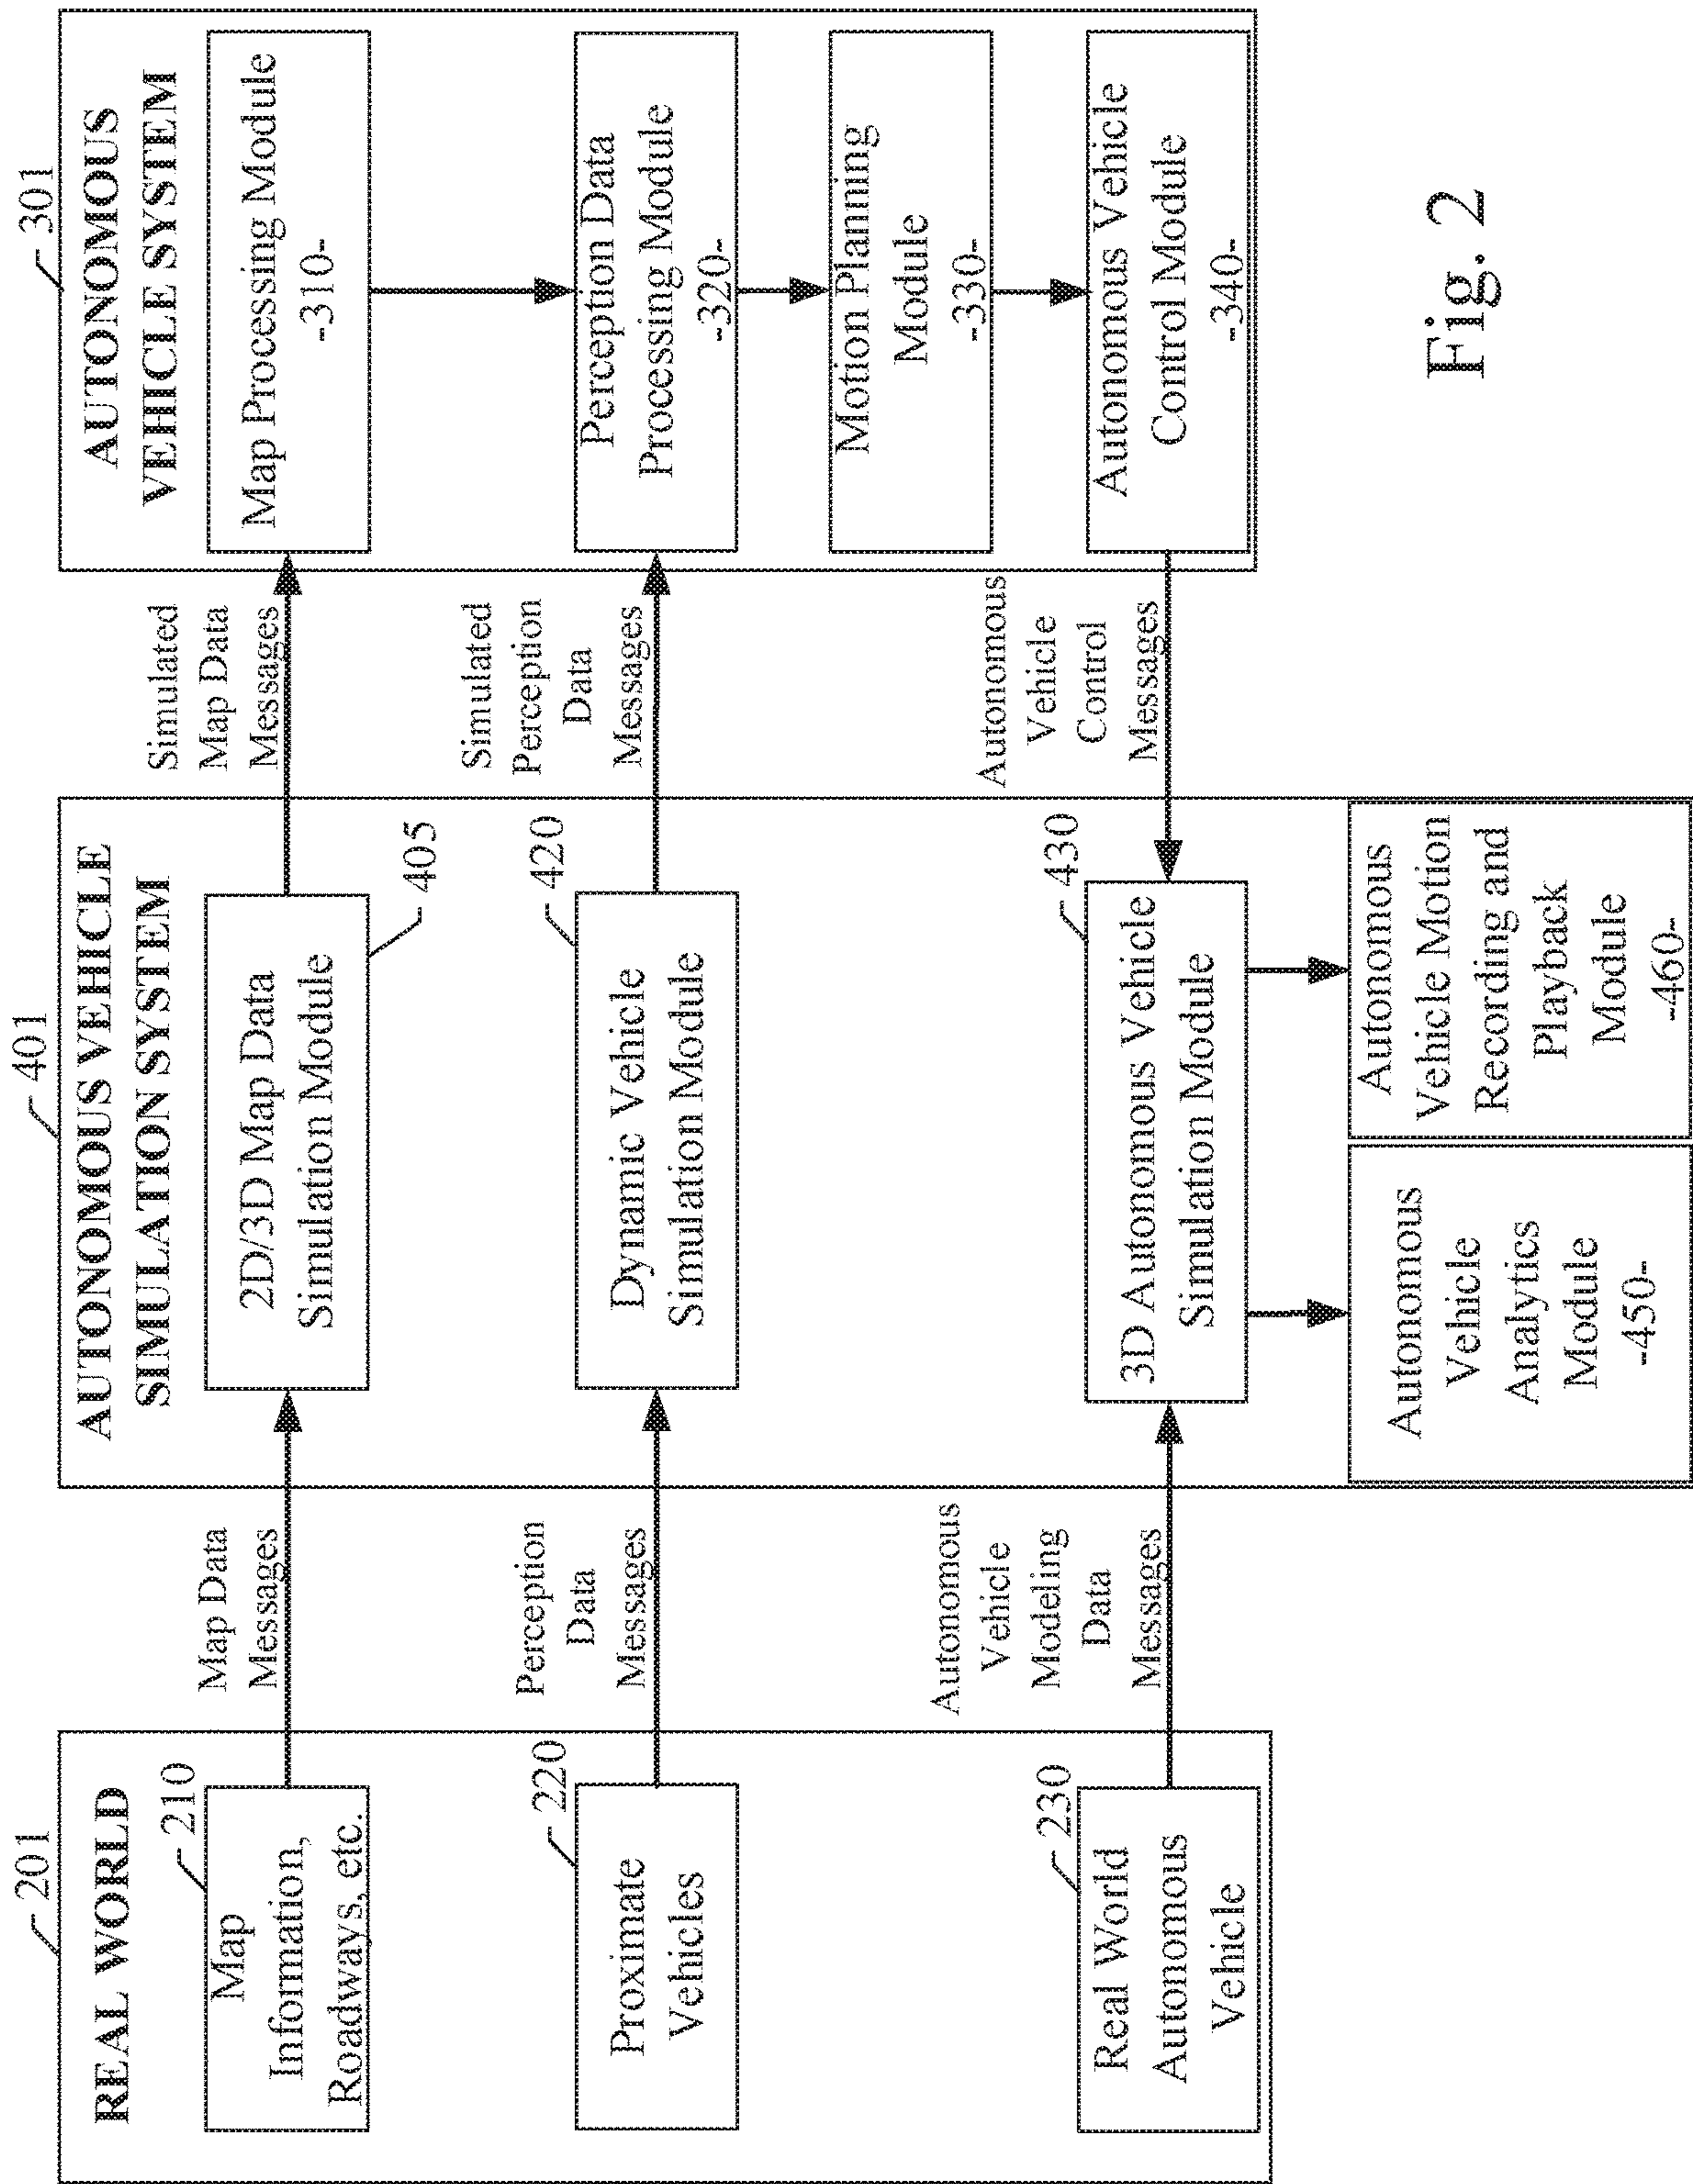 201
REAL WORLD
210
Map
Information,
Roadways, etc.
220
Proximate
Vehicles
230
Real World
Autonomous
Vehicle
Map Data
Messages
Perception
Data
Messages
Autonomous
Vehicle
Modeling
Data
Messages
401
AUTONOMOUS VEHICLE
SIMULATION SYSTEM
2D/3D Map Data
Simulation Module
405
420
Dynamic Vehicle
Simulation Module
430
3D Autonomous Vehicle
Simulation Module
Autonomous
Vehicle
Analytics
Module
-450-
Autonomous
Vehicle Motion
Recording and
Playback
Module
-460-
Simulated
Map Data
Messages
Simulated
Perception
Data
Messages
Autonomous
Vehicle
Control
Messages
301
AUTONOMOUS
VEHICLE SYSTEM
Map Processing Module
-310-
Perception Data
Processing Module
-320-
Motion Planning
Module
-330-
Autonomous Vehicle
Control Module
-340-
Fig. 2